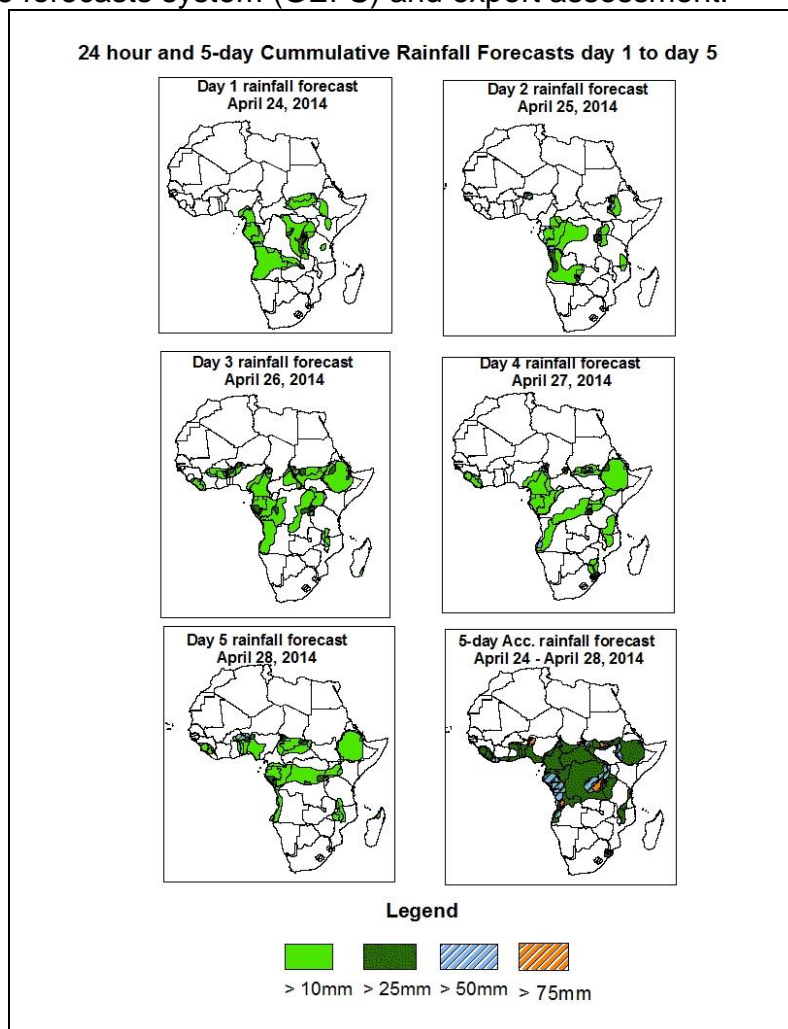 forecasts system (GEFS) and expert assessment.
24 hour and 5-day Cummulative Rainfall Forecasts day 1 to day 5
Day 1 rainfall forecast
April 24, 2014
Day 2 rainfall forecast
April 25, 2014
Day 3 rainfall forecast
April 26, 2014
Day 4 rainfall forecast
April 27, 2014
Day 5 rainfall forecast
April 28, 2014
5-day Acc. rainfall forecast
April 24 - April 28, 2014
Legend
> 10mm > 25mm > 50mm > 75mm